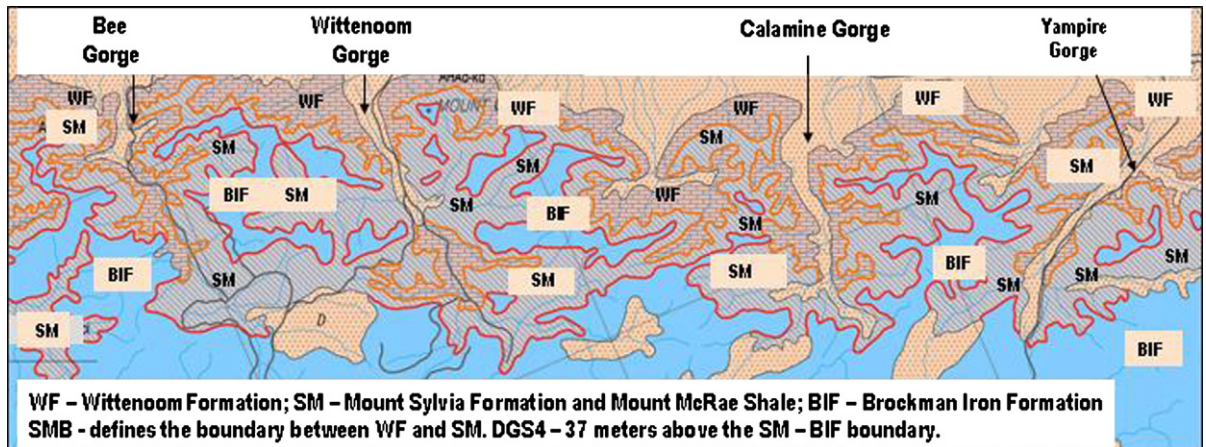 Bee
Gorge
Wittenoom
Gorge
Calamine Gorge
Yampire
Gorge
WF
WF
WF
WF
WF
WF
SM
SM
SM
SM
SM
BIF
SM
SM
WF
SM
BIF
SM
SM
BIF
SM
SM
SM
BIF
SM
SM
SM
D
SM
BIF
WF – Wittenoom Formation; SM – Mount Sylvia Formation and Mount McRae Shale; BIF – Brockman Iron Formation
SMB - defines the boundary between WF and SM. DGS4 – 37 meters above the SM – BIF boundary.